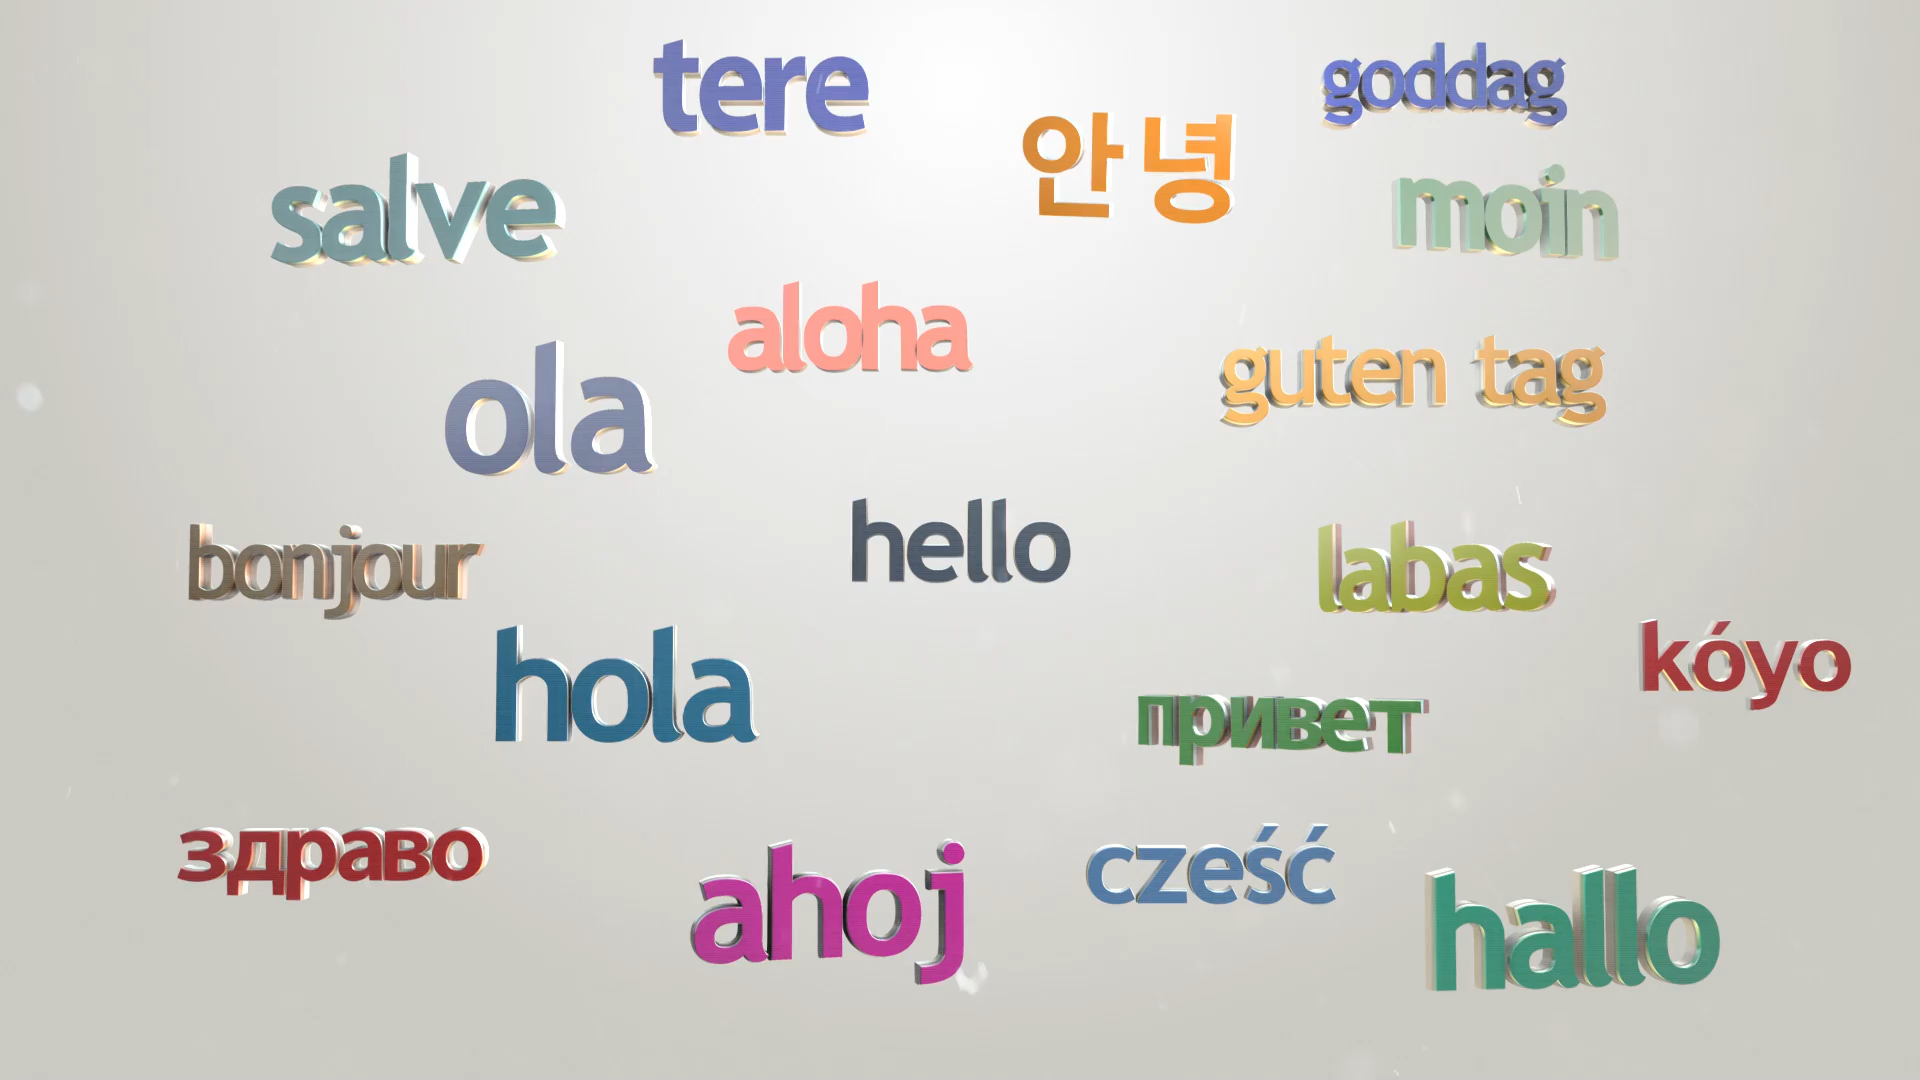 tere
goddag
안녕
salve
moin
aloha
ola
guten tag
hello
bonjour
labas
kóyo
hola
привет
здраво
ahoj
cześć
hallo